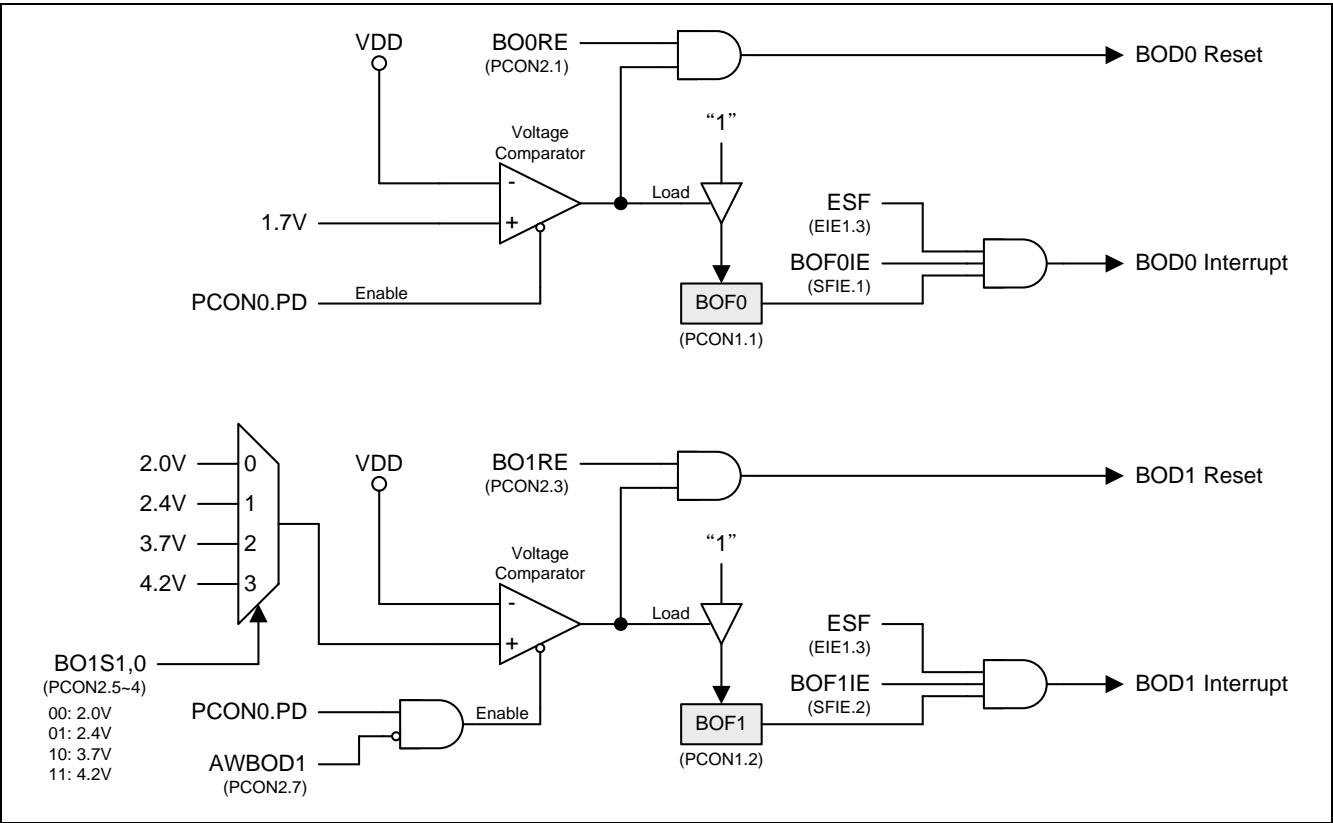 VDD
BO0RE
(PCON2.1)
BOD0 Reset
Voltage
Comparator
“1”
-
Load
ESF
(EIE1.3)
1.7V
+
BOF0IE
(SFIE.1)
BOD0 Interrupt
PCON0.PD
Enable
BOF0
(PCON1.1)
2.0V
0
2.4V
1
3.7V
2
4.2V
3
VDD
BO1RE
(PCON2.3)
BOD1 Reset
Voltage
Comparator
“1”
-
Load
ESF
(EIE1.3)
+
BO1S1,0
(PCON2.5~4)
00: 2.0V
01: 2.4V
10: 3.7V
11: 4.2V
BOF1IE
(SFIE.2)
BOD1 Interrupt
PCON0.PD
Enable
AWBOD1
(PCON2.7)
BOF1
(PCON1.2)